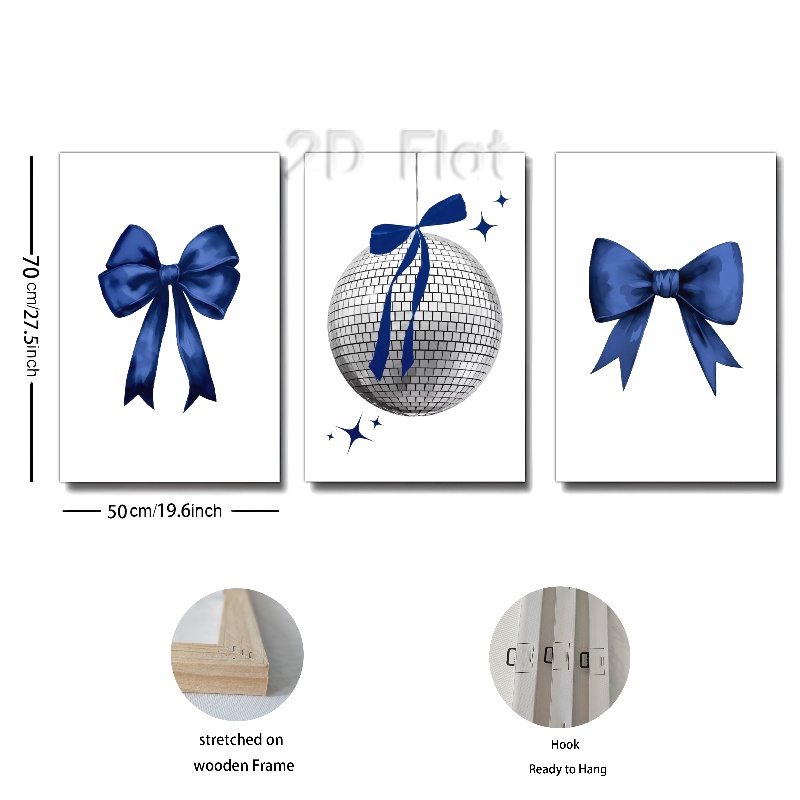 2D Flat
70 cm/27.5inch
50cm/19.6inch
stretched on
wooden Frame
Hook
Ready to Hang